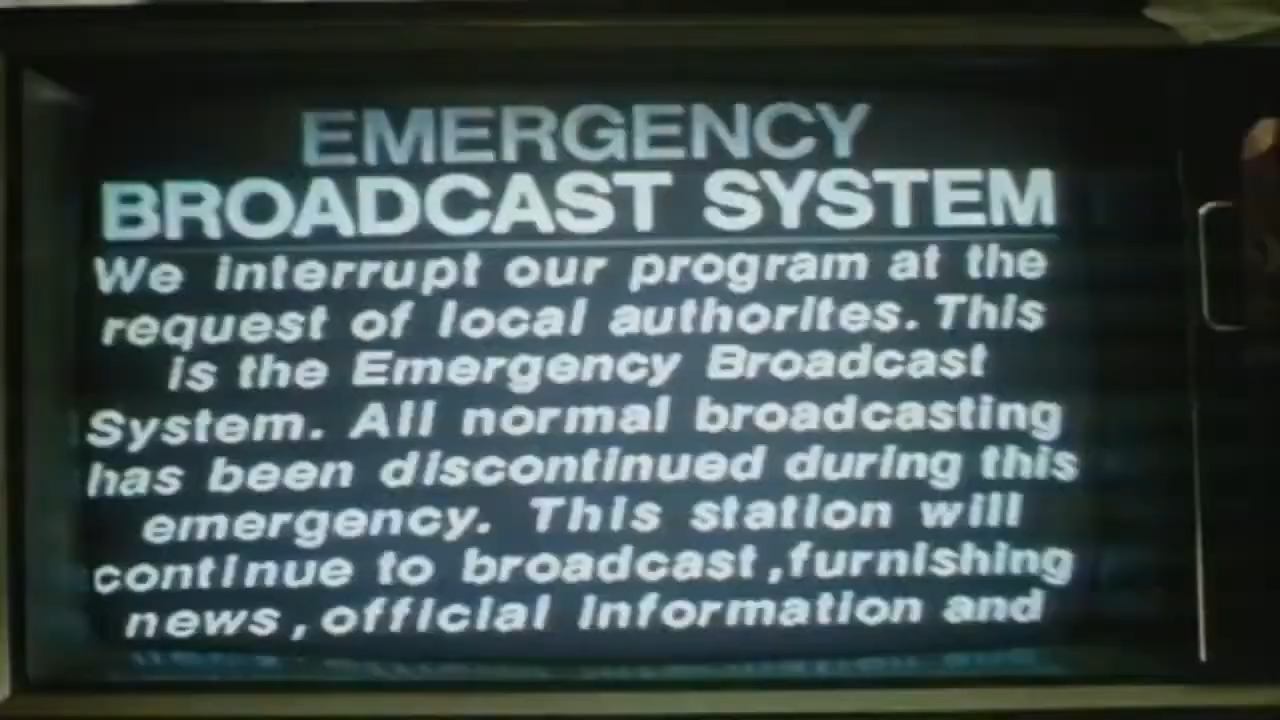 EMERGENCY
BROADCAST SYSTEM
We interrupt our program at the
request of local authorites. This
is the Emergency Broadcast
System. All normal broadcasting
has been discontinued during this
emergency. This station will
continue to broadcast,furnishing
news,official information and